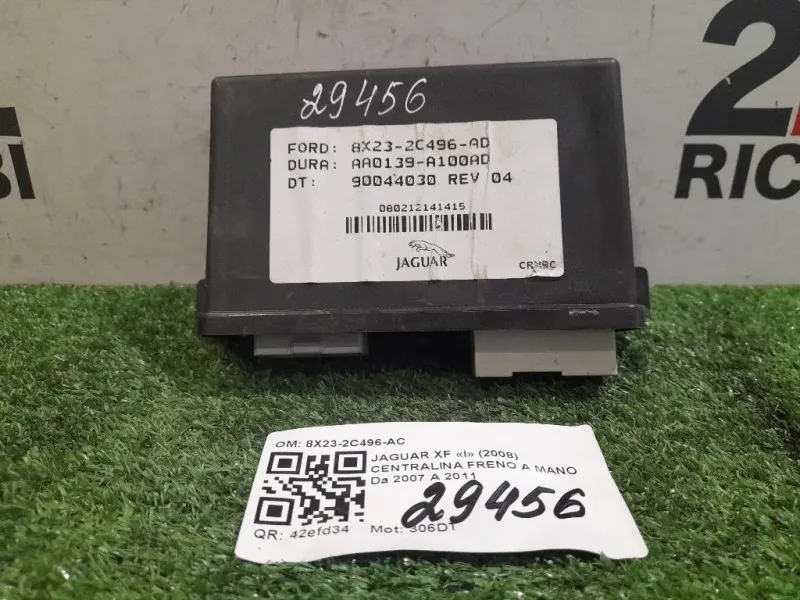 29456
FORD: 8X23-2C496-AD
DURA: AA0139-A100AD
DT: 90044030 REV 04
080212141415
JAGUAR
BI
2
RIC
OM: 8X23-2C496-AC
JAGUAR XF «I» (2008)
CENTRALINA FRENO A MANO
Da 2007 A 2011
29456
QR: 42efd34 Mot: 306DT